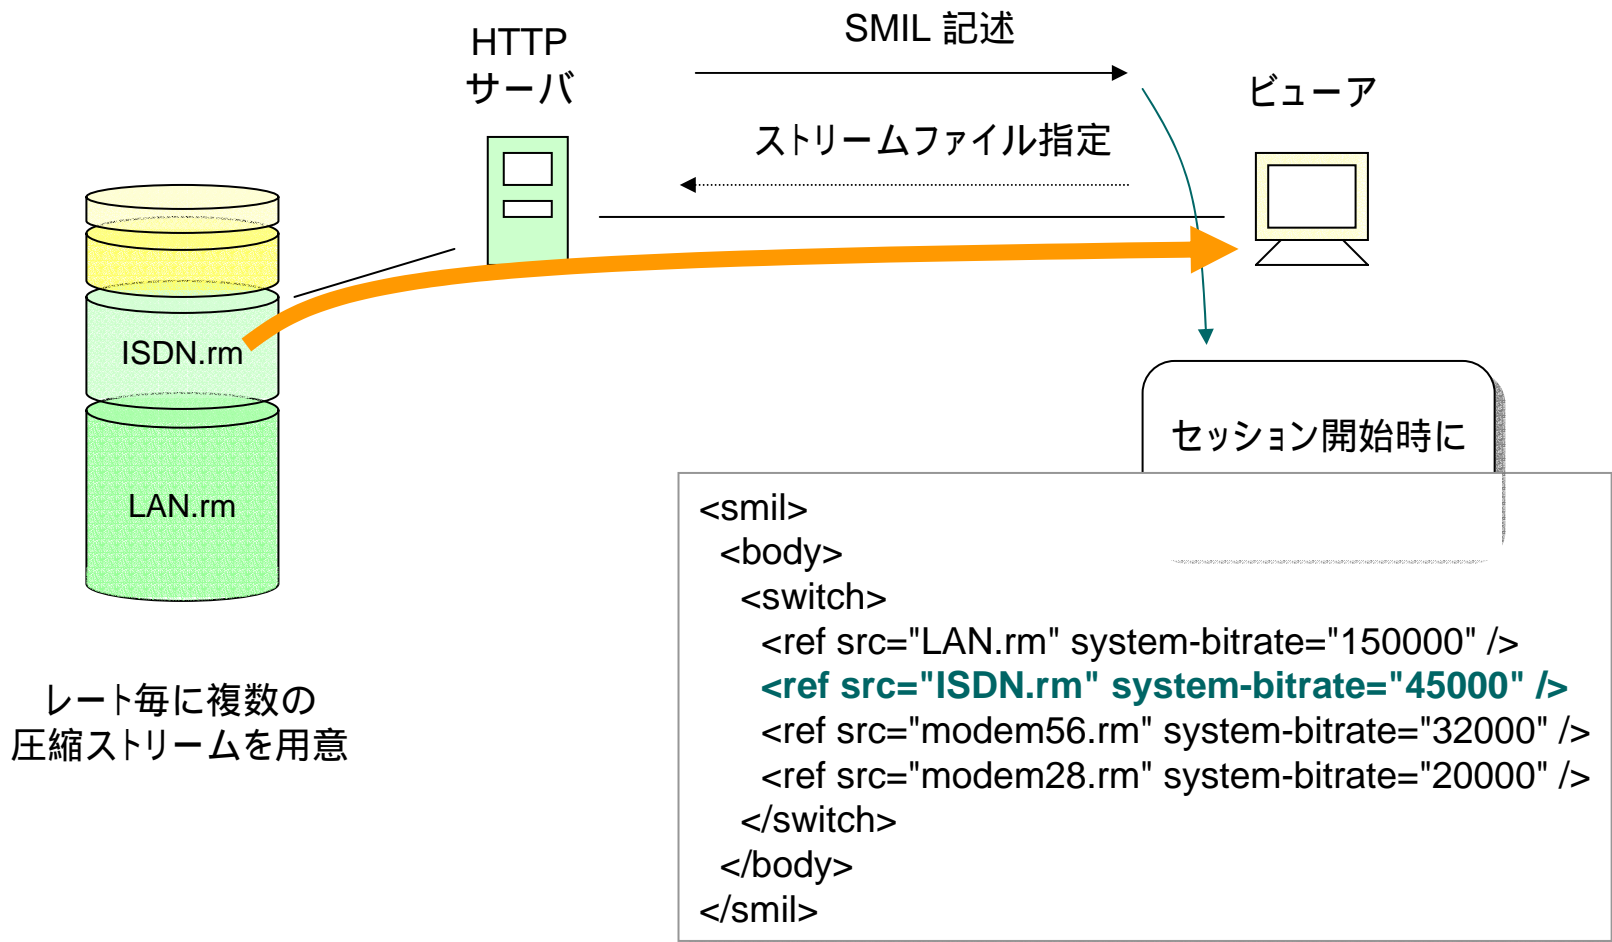 HTTP
サーバ
SMIL 記述
ストリームファイル指定
ビューア
ISDN.rm
LAN.rm
レート毎に複数の
圧縮ストリームを用意
セッション開始時に
<smil>
<body>
<switch>
<ref src="LAN.rm" system-bitrate="150000" />
<ref src="ISDN.rm" system-bitrate="45000" />
<ref src="modem56.rm" system-bitrate="32000" />
<ref src="modem28.rm" system-bitrate="20000" />
</switch>
</body>
</smil>